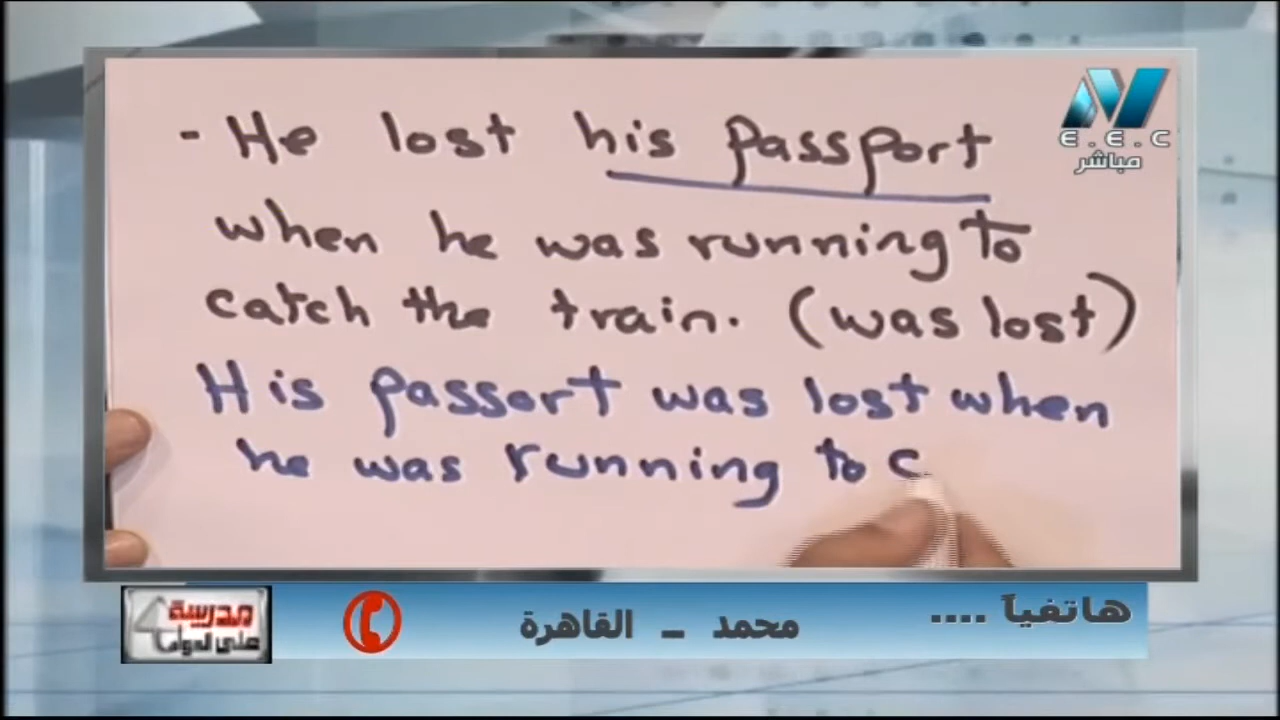 - He lost his passport
when he was running to
catch the train. (was lost)
His passort was lost when
he was running to c
E.E.C
مباشر
هاتفياً ....
محمد - القاهرة
مدرسة
على الهواء